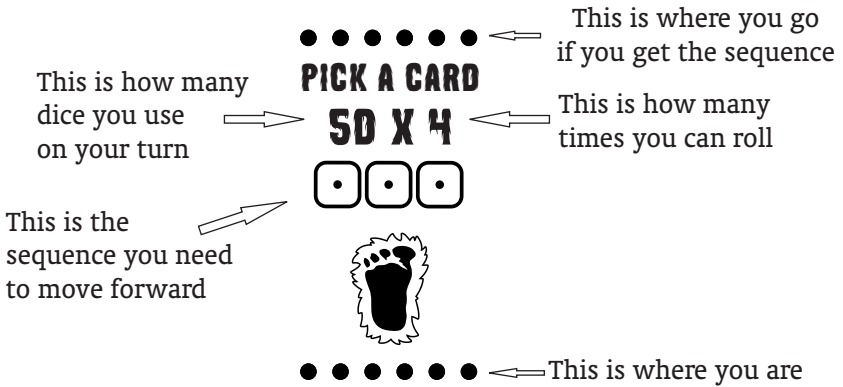 This is where you go
if you get the sequence
PICK A CARD
This is how many
dice you use
on your turn
5D X 4
This is how many
times you can roll
This is the
sequence you need
to move forward
This is where you are